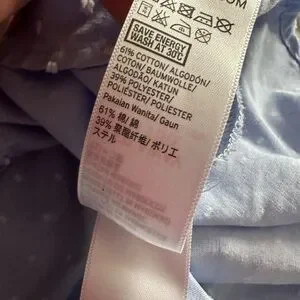 OM
SAVE ENERGY
WASH AT 30°C
61% COTTON/ ALGODÓN/
COTON/ BAUMWOLLE/
ALGODÃO/ KATUN
39% POLYESTER/
POLIÉSTER/ POLIESTER
Pakaian Wanita/ Gaun
61% 棉/ 綿
39% 聚酯纤维/ ポリエ
ステル